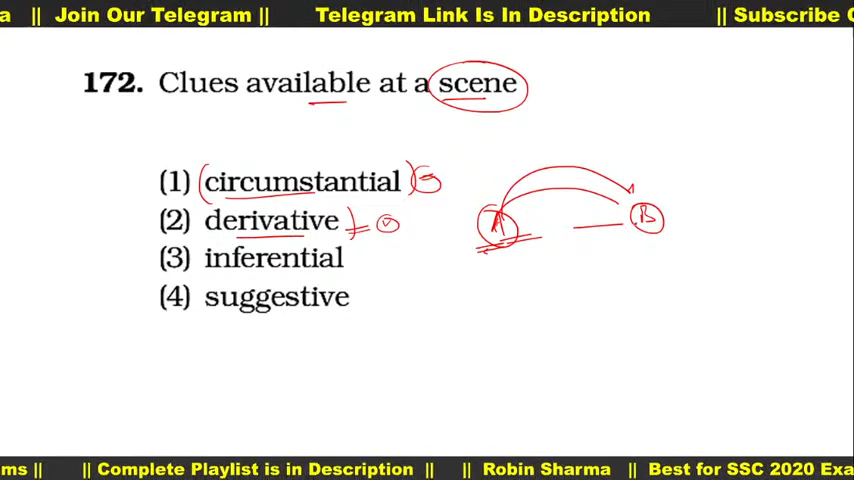 a || Join Our Telegram || Telegram Link Is In Description || Subscribe
172. Clues available at a scene
(1) circumstantial
(2) derivative
(3) inferential
(4) suggestive
A
B
ms || || Complete Playlist is in Description || || Robin Sharma || Best for SSC 2020 Exa